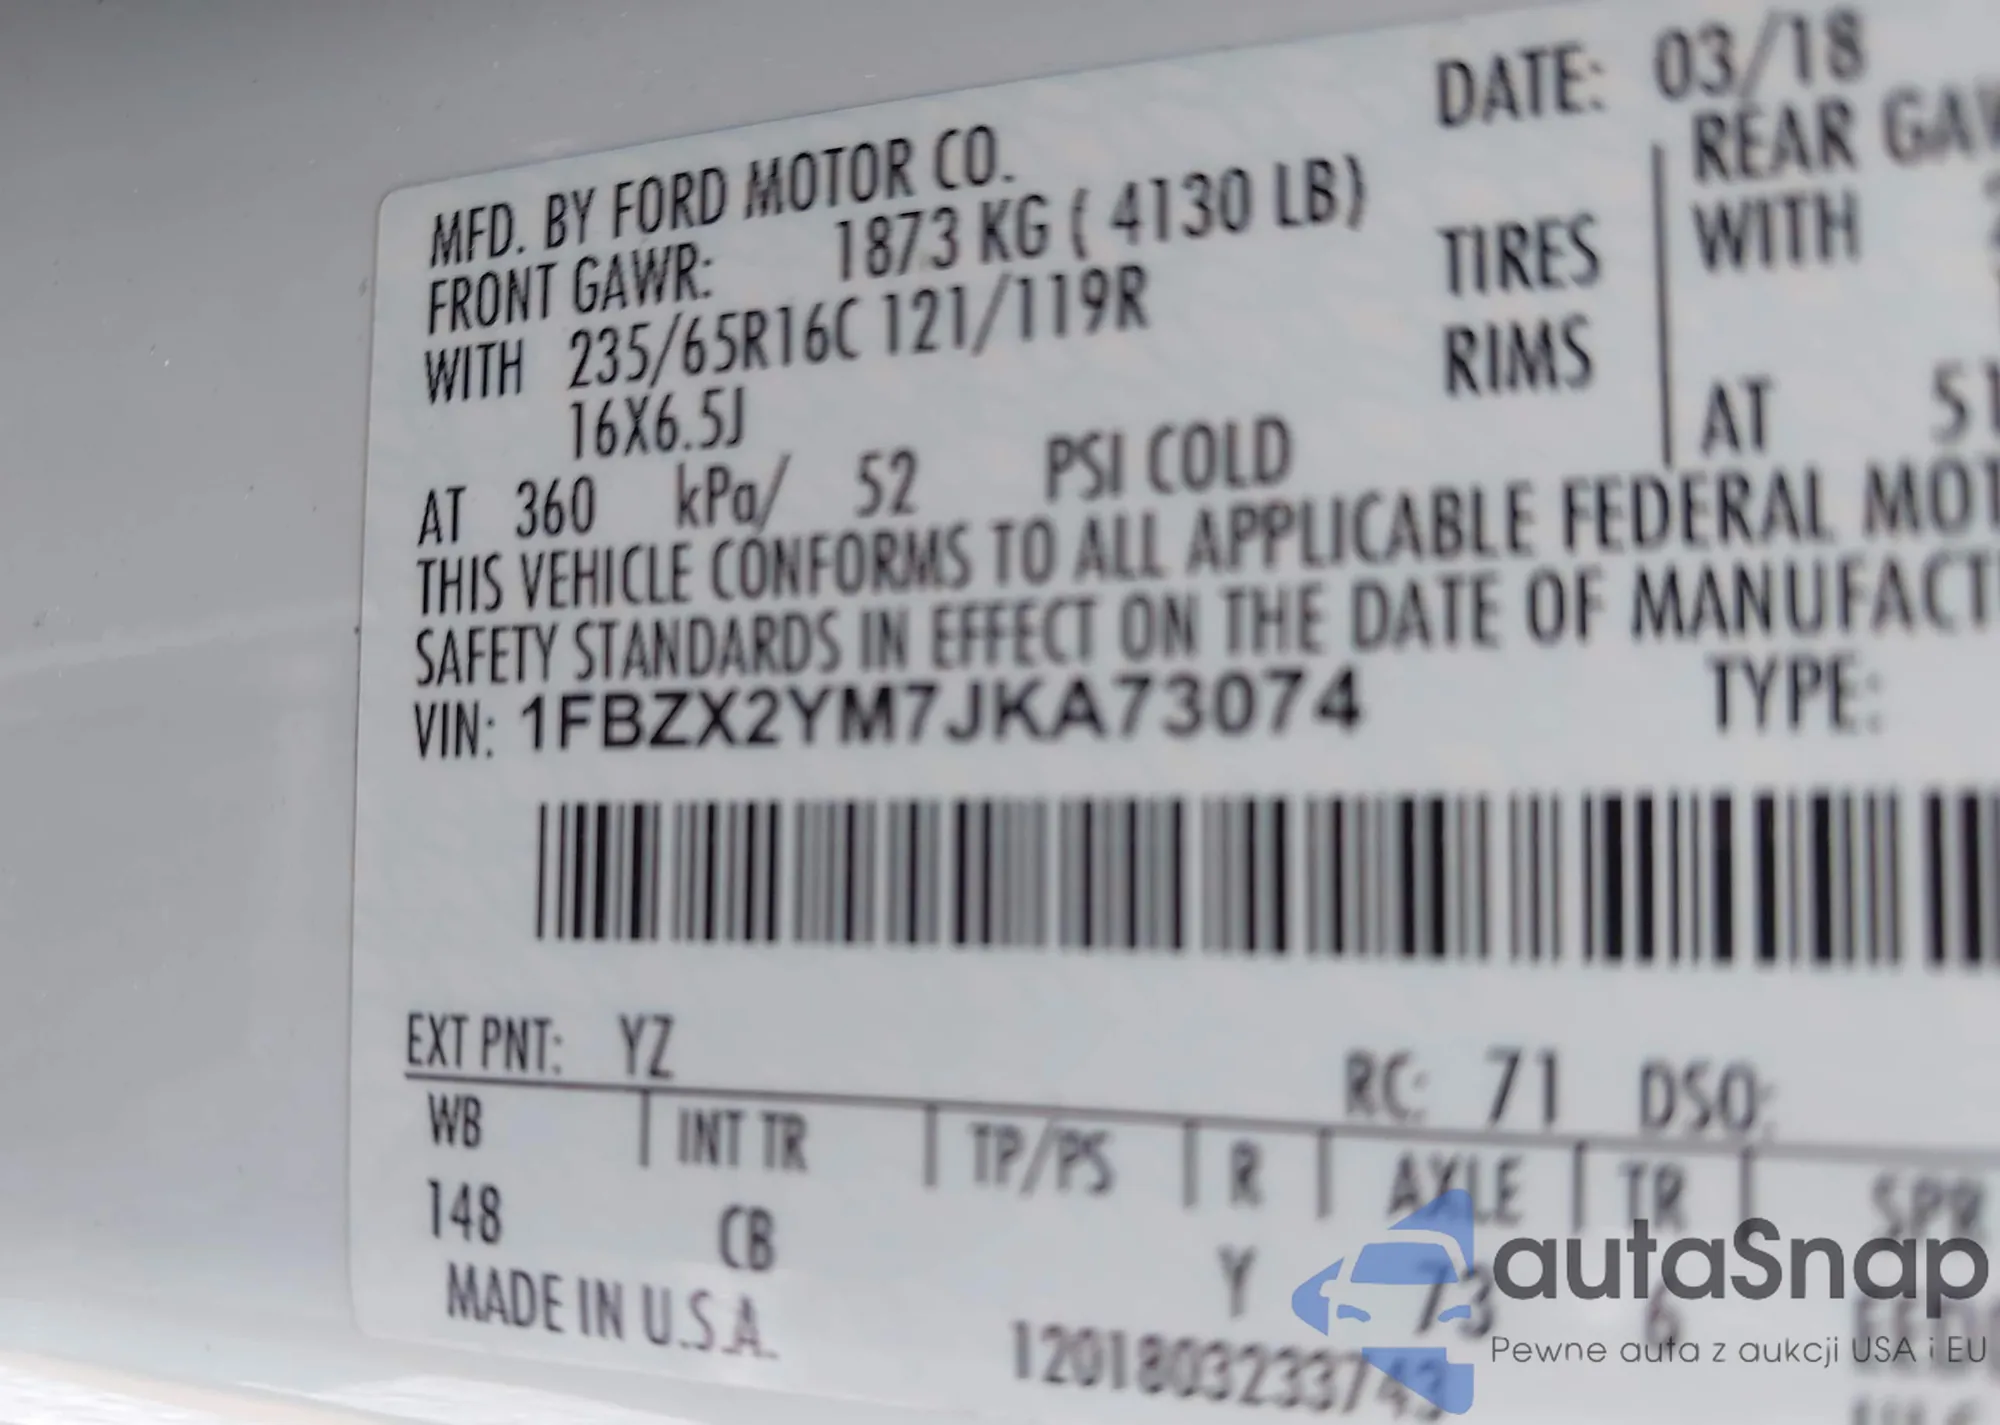 DATE: 03/18
MFD. BY FORD MOTOR CO.
FRONT GAWR: 1873 KG ( 4130 LB)
REAR
WITH 235/65R16C 121/119R
TIRES
WITH
16X6.5J
RIMS
AT 360 kPa/ 52 PSI COLD
AT
THIS VEHICLE CONFORMS TO ALL APPLICABLE FEDERAL
SAFETY STANDARDS IN EFFECT ON THE DATE OF
VIN: 1FBZX2YM7JKA73074
TYPE:
EXT PNT: YZ
RC: 71 DSO:
WB INT TR TP/PS R AXLE TR SPR
148 CB Y 73 6
MADE IN U.S.A.
autaSnap
Pewne auta z aukcji USA i EU